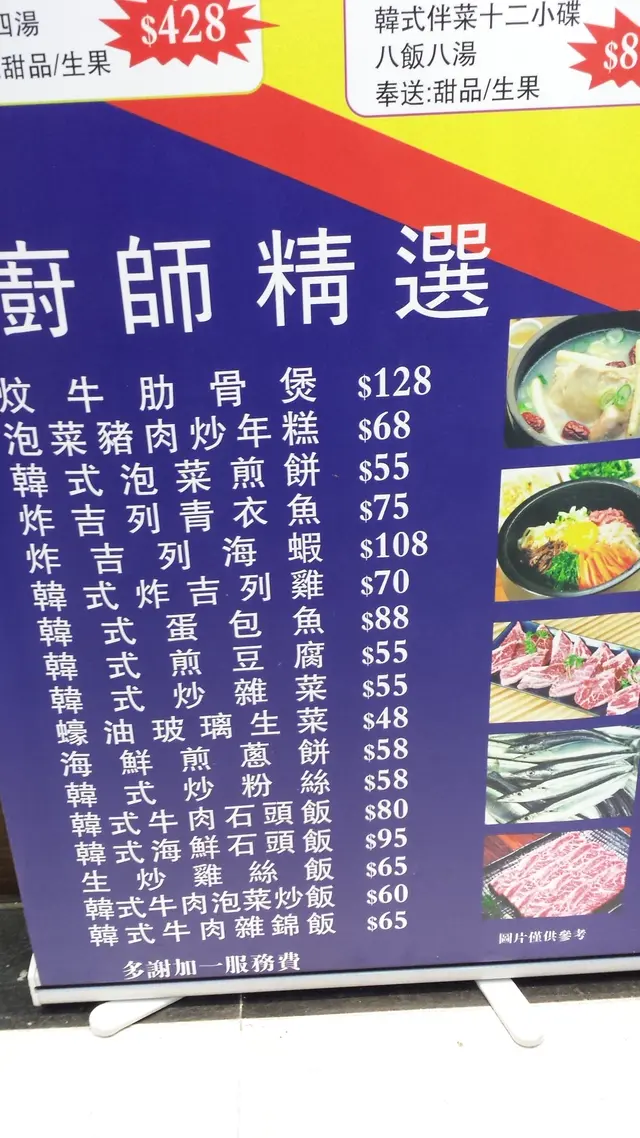 四湯
甜品/生果
$428
韓式伴菜十二小碟
八飯八湯
奉送:甜品/生果
$8
廚師精選
炆牛肋骨煲 $128
泡菜豬肉炒年糕 $68
韓式泡菜煎餅 $55
炸吉列青衣魚 $75
炸吉列海蝦 $108
韓式炸吉列雞 $70
韓式蛋包魚 $88
韓式煎豆腐 $55
韓式炒雜菜 $55
蠔油玻璃生菜 $48
海鮮煎蔥餅 $58
韓式炒粉絲 $58
韓式牛肉石頭飯 $80
韓式海鮮石頭飯 $95
生炒雞絲飯 $65
韓式牛肉泡菜炒飯 $60
韓式牛肉雜錦飯 $65
多謝加一服務費
圖片僅供參考